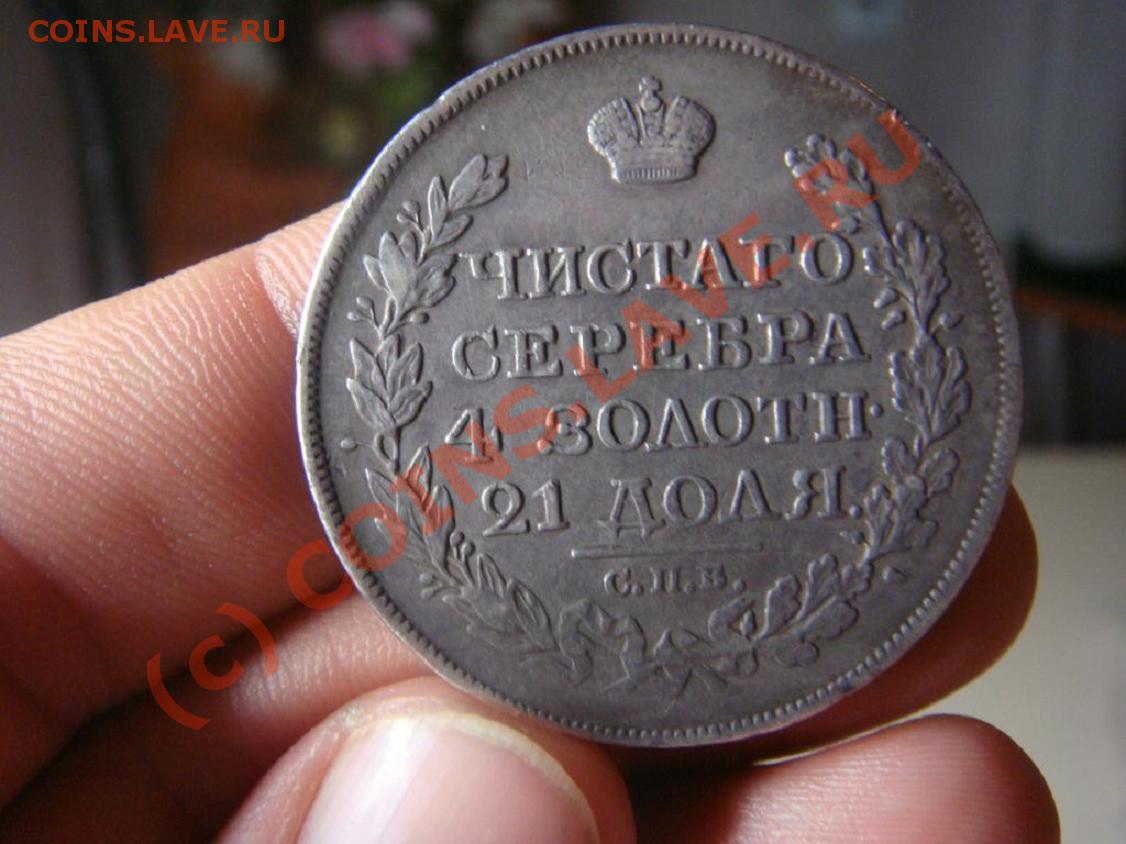 COINS.LAVE.RU
ЧИСТАГО
СЕРЕБРА
4 ЗОЛОТН·
21 ДОЛЯ.
С.П.Б.
(c) COINS.LAVE.RU